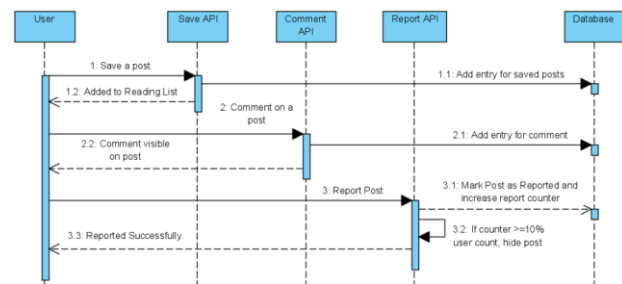 User
Save API
Comment
API
Report API
Database
1: Save a post
1.1: Add entry for saved posts
1.2: Added to Reading List
2: Comment on a
post
2.1: Add entry for comment
2.2: Comment visible
on post
3: Report Post
3.1: Mark Post as Reported and
increase report counter
3.2: If counter >=10%
user count, hide post
3.3: Reported Successfully.